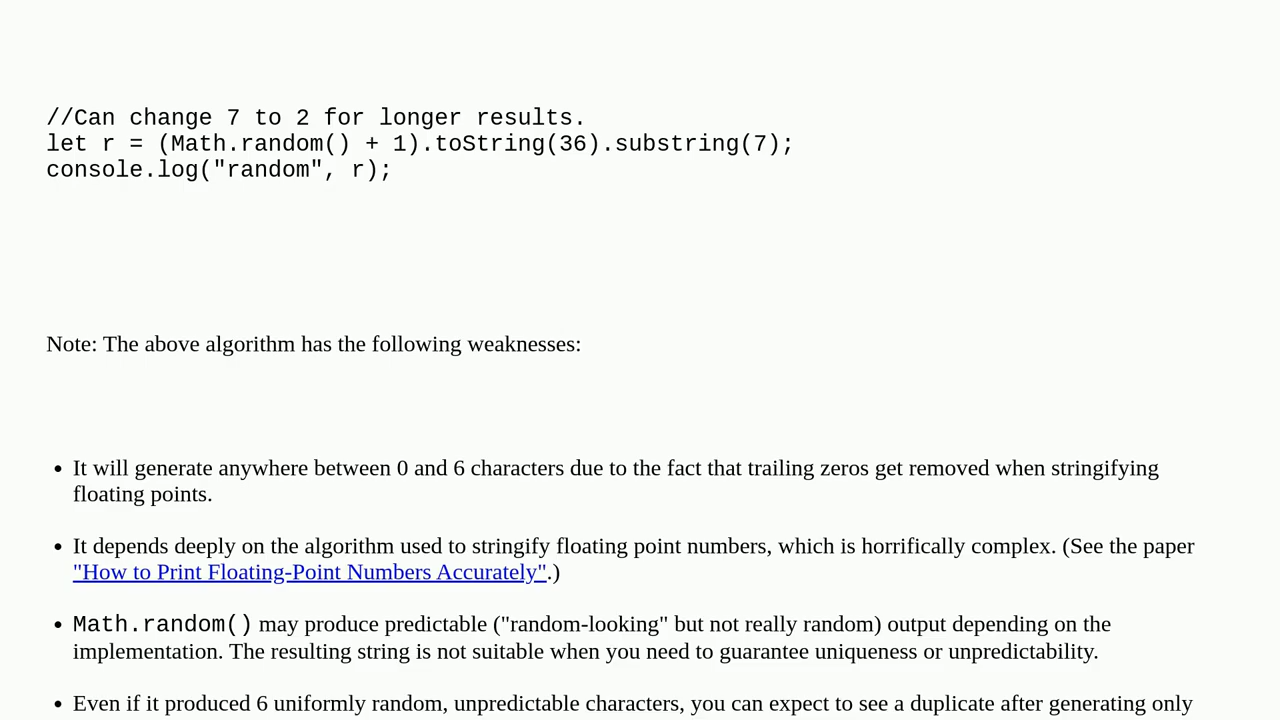 //Can change 7 to 2 for longer results.
let r = (Math.random() + 1).toString(36).substring(7);
console.log("random", r);
Note: The above algorithm has the following weaknesses:
• It will generate anywhere between 0 and 6 characters due to the fact that trailing zeros get removed when stringifying
floating points.
• It depends deeply on the algorithm used to stringify floating point numbers, which is horrifically complex. (See the paper
"How to Print Floating-Point Numbers Accurately".)
• Math.random() may produce predictable ("random-looking" but not really random) output depending on the
implementation. The resulting string is not suitable when you need to guarantee uniqueness or unpredictability.
• Even if it produced 6 uniformly random, unpredictable characters, you can expect to see a duplicate after generating only